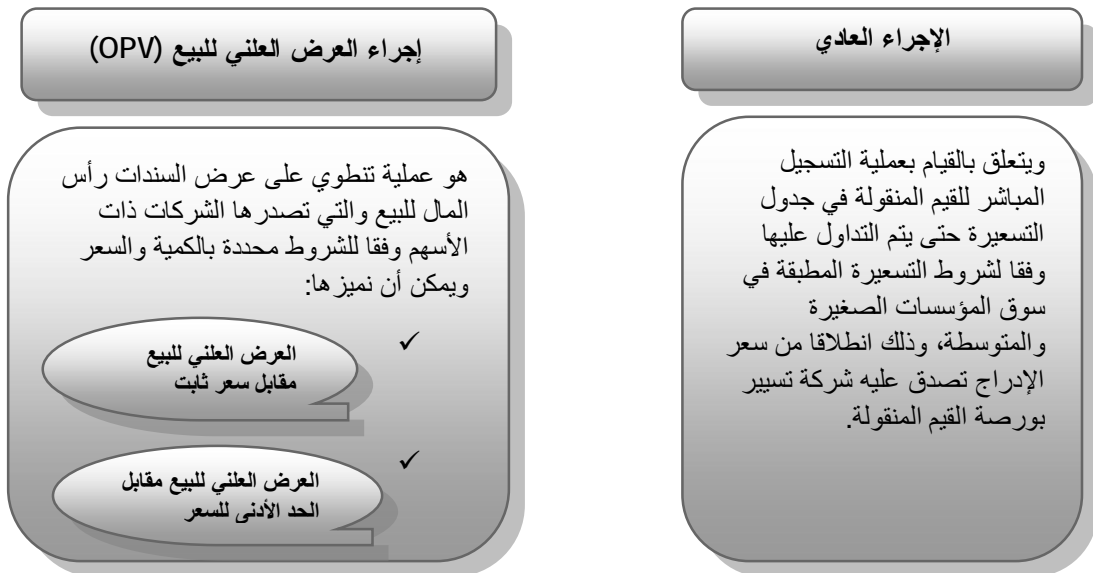 الإجراء العادي
ويتعلق بالقيام بعملية التسجيل
المباشر للقيم المنقولة في جدول
التسعيرة حتى يتم التداول عليها
وفقا لشروط التسعيرة المطبقة في
سوق المؤسسات الصغيرة
والمتوسطة، وذلك انطلاقا من سعر
الإدراج تصدق عليه شركة تسيير
بورصة القيم المنقولة.
إجراء العرض العلني للبيع (OPV)
هو عملية تنطوي على عرض السندات رأس
المال للبيع والتي تصدرها الشركات ذات
الأسهم وفقا للشروط محددة بالكمية والسعر
ويمكن أن نميزها:
✓ العرض العلني للبيع
مقابل سعر ثابت
✓ العرض العلني للبيع مقابل
الحد الأدنى للسعر